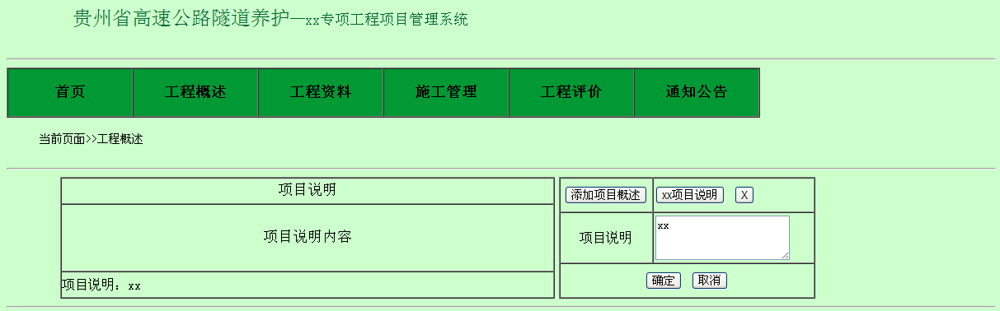 贵州省高速公路隧道养护—xx专项工程项目管理系统
首页 工程概述 工程资料 施工管理 工程评价 通知公告
当前页面>>工程概述
项目说明
项目说明内容
项目说明：xx
添加项目概述 xx项目说明 X
项目说明 xx
确定 取消